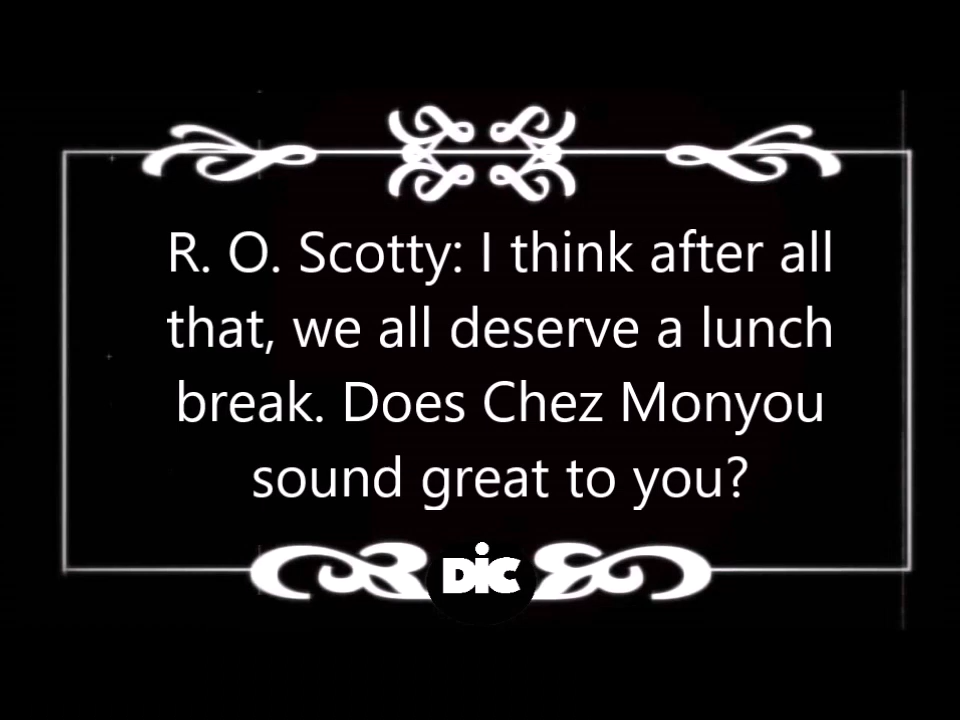 R. O. Scotty: I think after all
that, we all deserve a lunch
break. Does Chez Monyou
sound great to you?
DiC